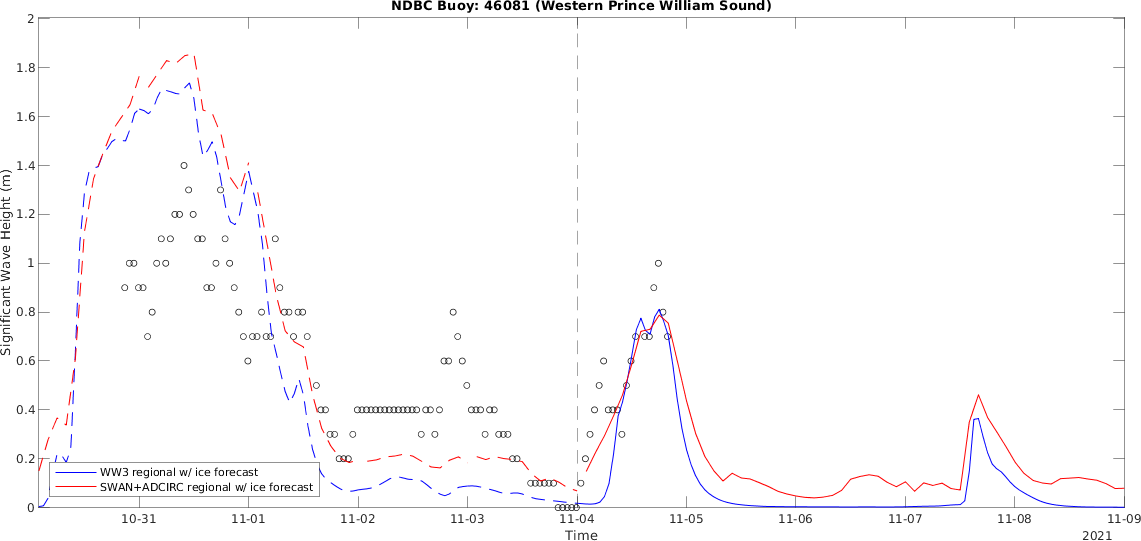 NDBC Buoy: 46081 (Western Prince William Sound)
2
1.8
1.6
1.4
1.2
1
0.8
0.6
0.4
0.2
0
Significant Wave Height (m)
WW3 regional w/ ice forecast
SWAN+ADCIRC regional w/ ice forecast
10-31 11-01 11-02 11-03 11-04 11-05 11-06 11-07 11-08 11-09
Time
2021